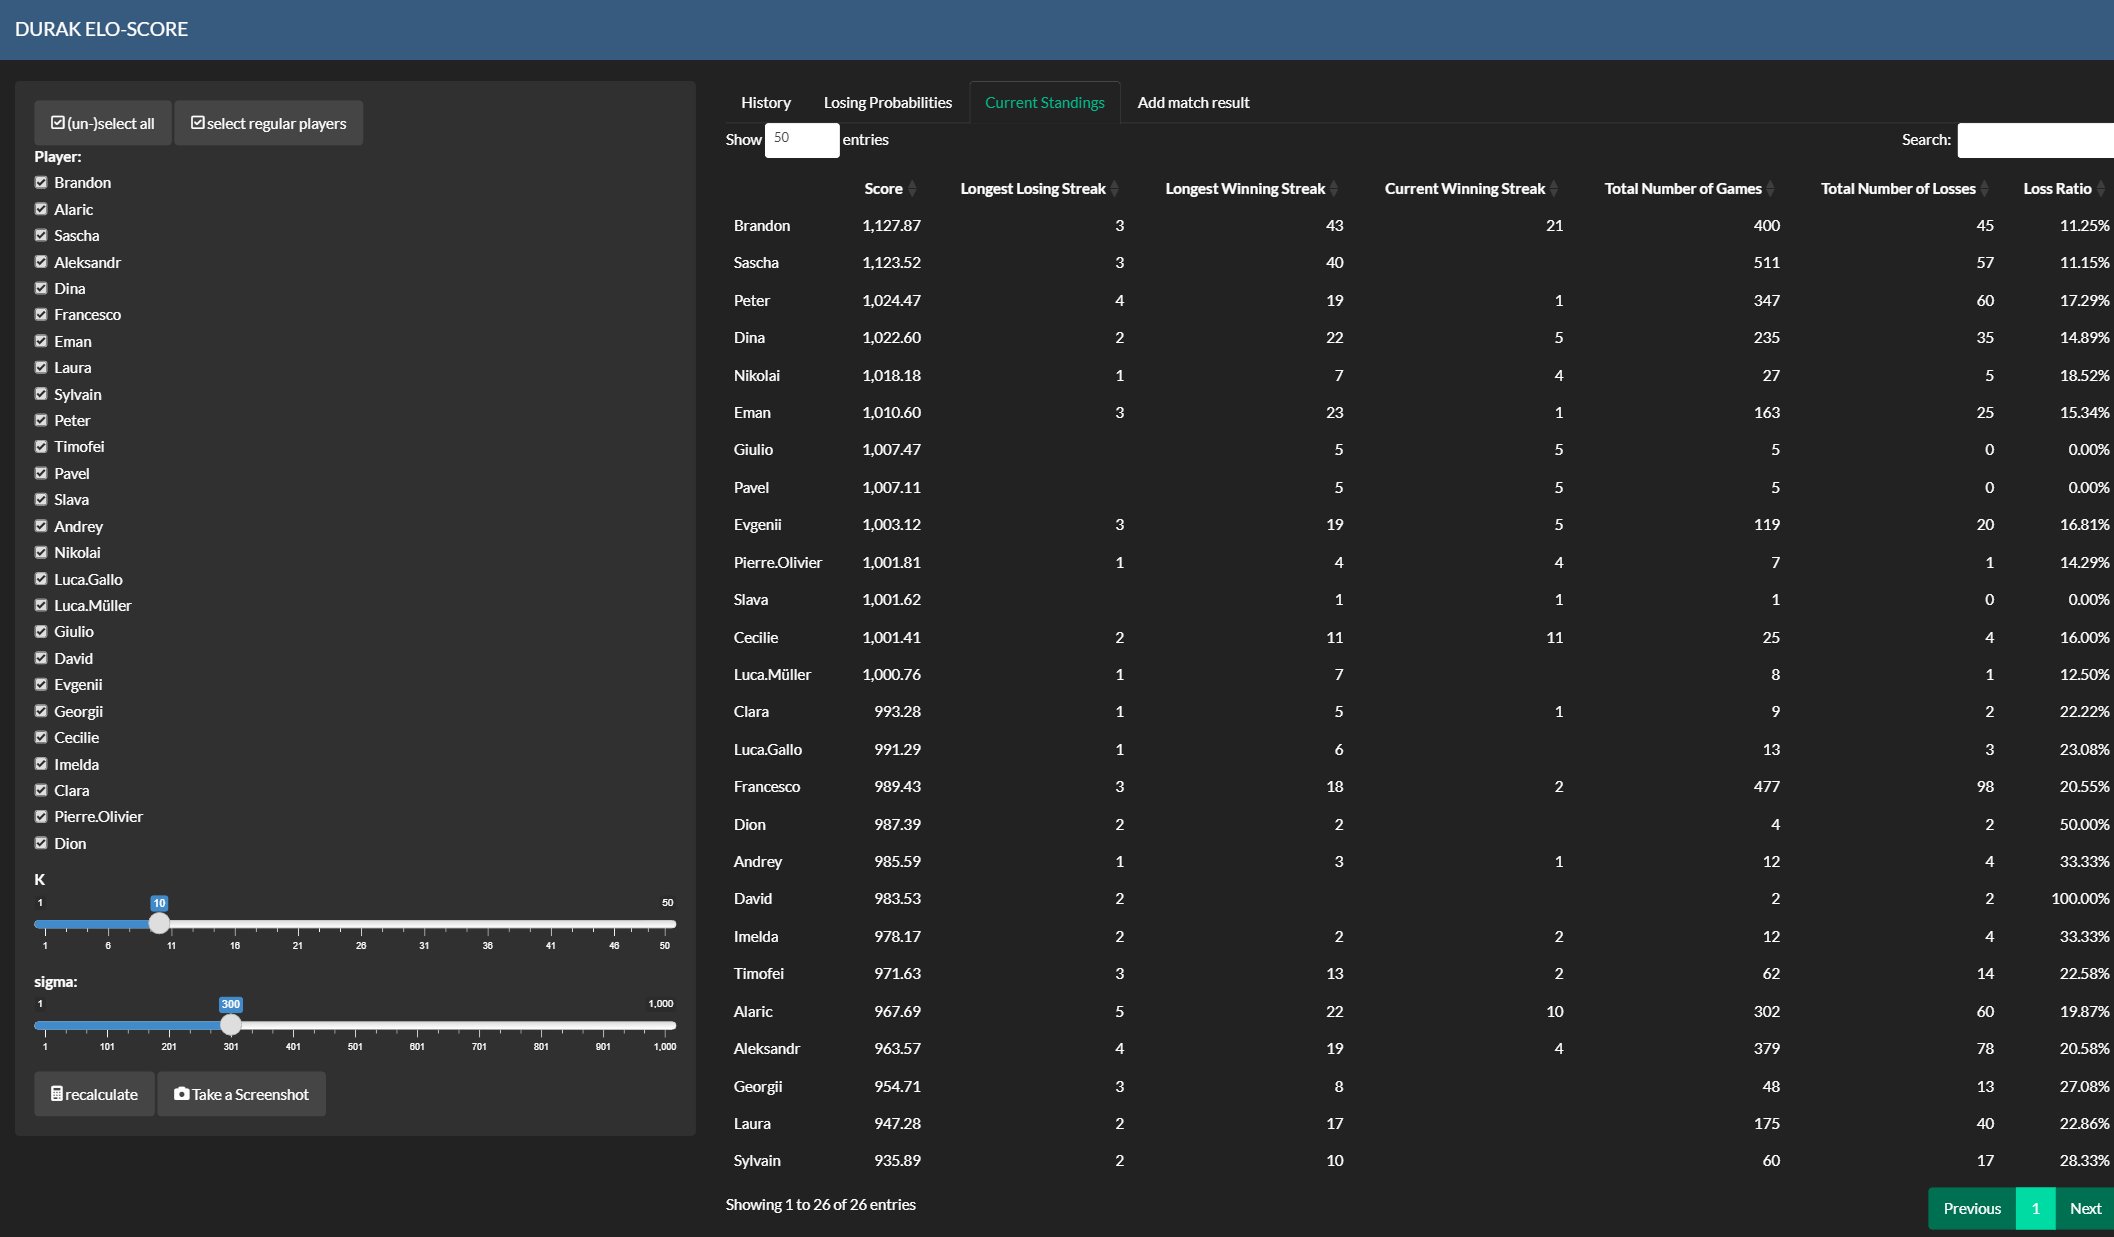 DURAK ELO-SCORE
(un-)select all select regular players
Player:
Brandon
Alaric
Sascha
Aleksandr
Dina
Francesco
Eman
Laura
Sylvain
Peter
Timofei
Pavel
Slava
Andrey
Nikolai
Luca.Gallo
Luca.Müller
Giulio
David
Evgenii
Georgii
Cecilie
Imelda
Clara
Pierre.Olivier
Dion
K
1 10 50
1 6 11 16 21 26 31 36 41 46 50
sigma:
1 300 1,000
1 101 201 301 401 501 601 701 801 901 1,000
recalculate Take a Screenshot
History Losing Probabilities Current Standings Add match result
Show 50 entries Search:
Score Longest Losing Streak Longest Winning Streak Current Winning Streak Total Number of Games Total Number of Losses Loss Ratio
Brandon 1,127.87 3 43 21 400 45 11.25%
Sascha 1,123.52 3 40 511 57 11.15%
Peter 1,024.47 4 19 1 347 60 17.29%
Dina 1,022.60 2 22 5 235 35 14.89%
Nikolai 1,018.18 1 7 4 27 5 18.52%
Eman 1,010.60 3 23 1 163 25 15.34%
Giulio 1,007.47 5 5 5 0 0.00%
Pavel 1,007.11 5 5 5 0 0.00%
Evgenii 1,003.12 3 19 5 119 20 16.81%
Pierre.Olivier 1,001.81 1 4 4 7 1 14.29%
Slava 1,001.62 1 1 1 0 0.00%
Cecilie 1,001.41 2 11 11 25 4 16.00%
Luca.Müller 1,000.76 1 7 8 1 12.50%
Clara 993.28 1 5 1 9 2 22.22%
Luca.Gallo 991.29 1 6 13 3 23.08%
Francesco 989.43 3 18 2 477 98 20.55%
Dion 987.39 2 2 4 2 50.00%
Andrey 985.59 1 3 1 12 4 33.33%
David 983.53 2 2 2 100.00%
Imelda 978.17 2 2 2 12 4 33.33%
Timofei 971.63 3 13 2 62 14 22.58%
Alaric 967.69 5 22 10 302 60 19.87%
Aleksandr 963.57 4 19 4 379 78 20.58%
Georgii 954.71 3 8 48 13 27.08%
Laura 947.28 2 17 175 40 22.86%
Sylvain 935.89 2 10 60 17 28.33%
Showing 1 to 26 of 26 entries
Previous 1 Next